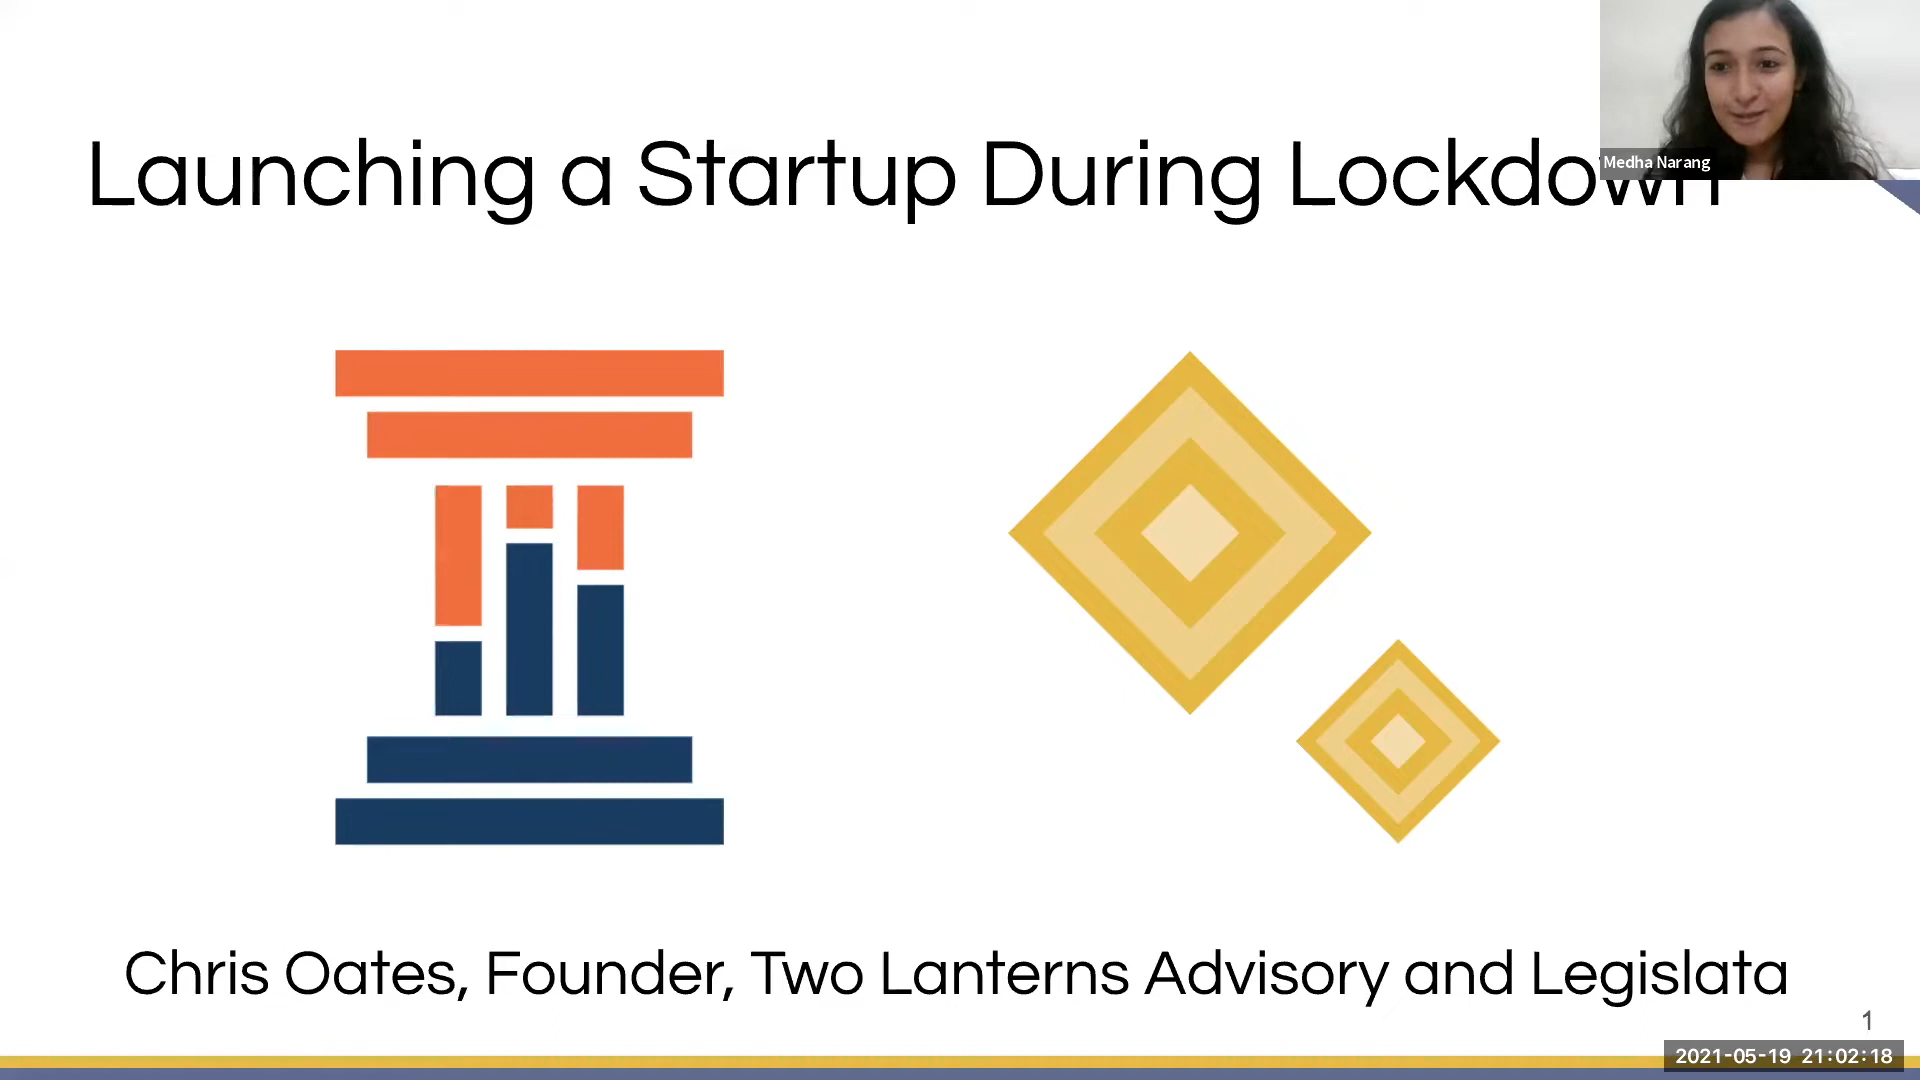 Launching a Startup During Lockdown
Medha Narang
Chris Oates, Founder, Two Lanterns Advisory and Legislata
1
2021-05-19 21:02:18